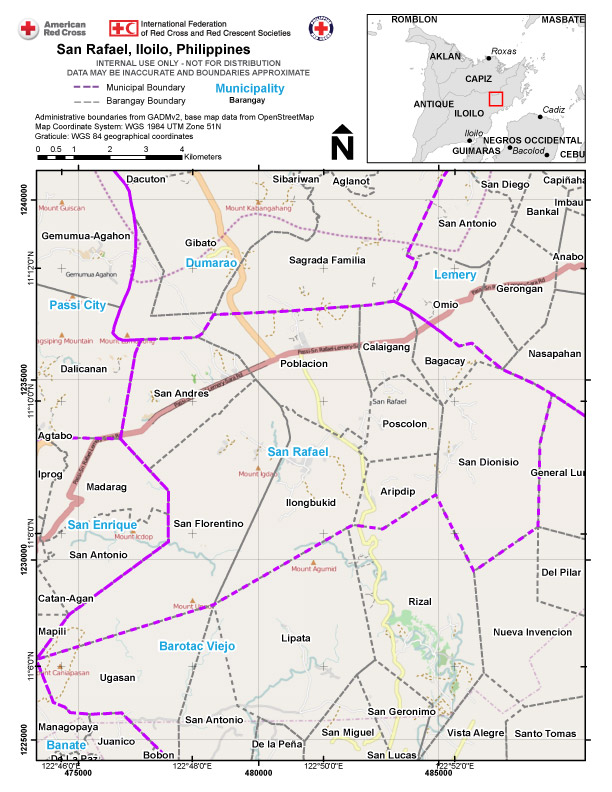 American
Red Cross
International Federation
of Red Cross and Red Crescent Societies
San Rafael, Iloilo, Philippines
INTERNAL USE ONLY - NOT FOR DISTRIBUTION
DATA MAY BE INACCURATE AND BOUNDARIES APPROXIMATE
Municipal Boundary
Municipality
Barangay Boundary
Barangay
Administrative boundaries from GADMv2, base map data from OpenStreetMap
Map Coordinate System: WGS 1984 UTM Zone 51N
Graticule: WGS 84 geographical coordinates
0 0.5 1 2 3 4
Kilometers
N
ROMBLON
MASBATE
Roxas
AKLAN
CAPIZ
ANTIQUE
ILOILO
Cadiz
Iloilo
NEGROS OCCIDENTAL
GUIMARAS
Bacolod
CEBU
Dacuton
Sibariwan
Aglanot
San Diego
Capiñaha
Imbau
Bankal
1240000
Mount Guiscan
Mount Kabangahang
San Antonio
Gemumua-Agahon
Gibato
Anabo
Sagrada Familia
Dumarao
Lemery
11°12'0"N
Gemumua Agahon
Gerongan
Passi City
Omio
Passi-Sn Rafael Lemery-Sara Rd
Calaigang
Nasapahan
Bagacay
Poblacion
Dalicanan
1235000
San Andres
San Rafael
11°10'0"N
Poscolon
Agtabo
San Rafael
San Dionisio
Iprog
General Lun
Madarag
Aripdip
Mount Igdap
Ilongbukid
San Enrique
San Florentino
11°8'0"N
Mount Icdop
San Antonio
1230000
Mount Agumid
Del Pilar
Catan-Agan
Rizal
Mapili
Nueva Invencion
Barotac Viejo
Lipata
11°6'0"N
Mount Canapasan
Ugasan
San Geronimo
San Antonio
Managopaya
San Miguel
Vista Alegre
Santo Tomas
1225000
Banate
Juanico
De la Peña
Bobon
San Lucas
De La Paz
122°46'0"E
122°48'0"E
122°50'0"E
122°52'0"E
475000
480000
485000